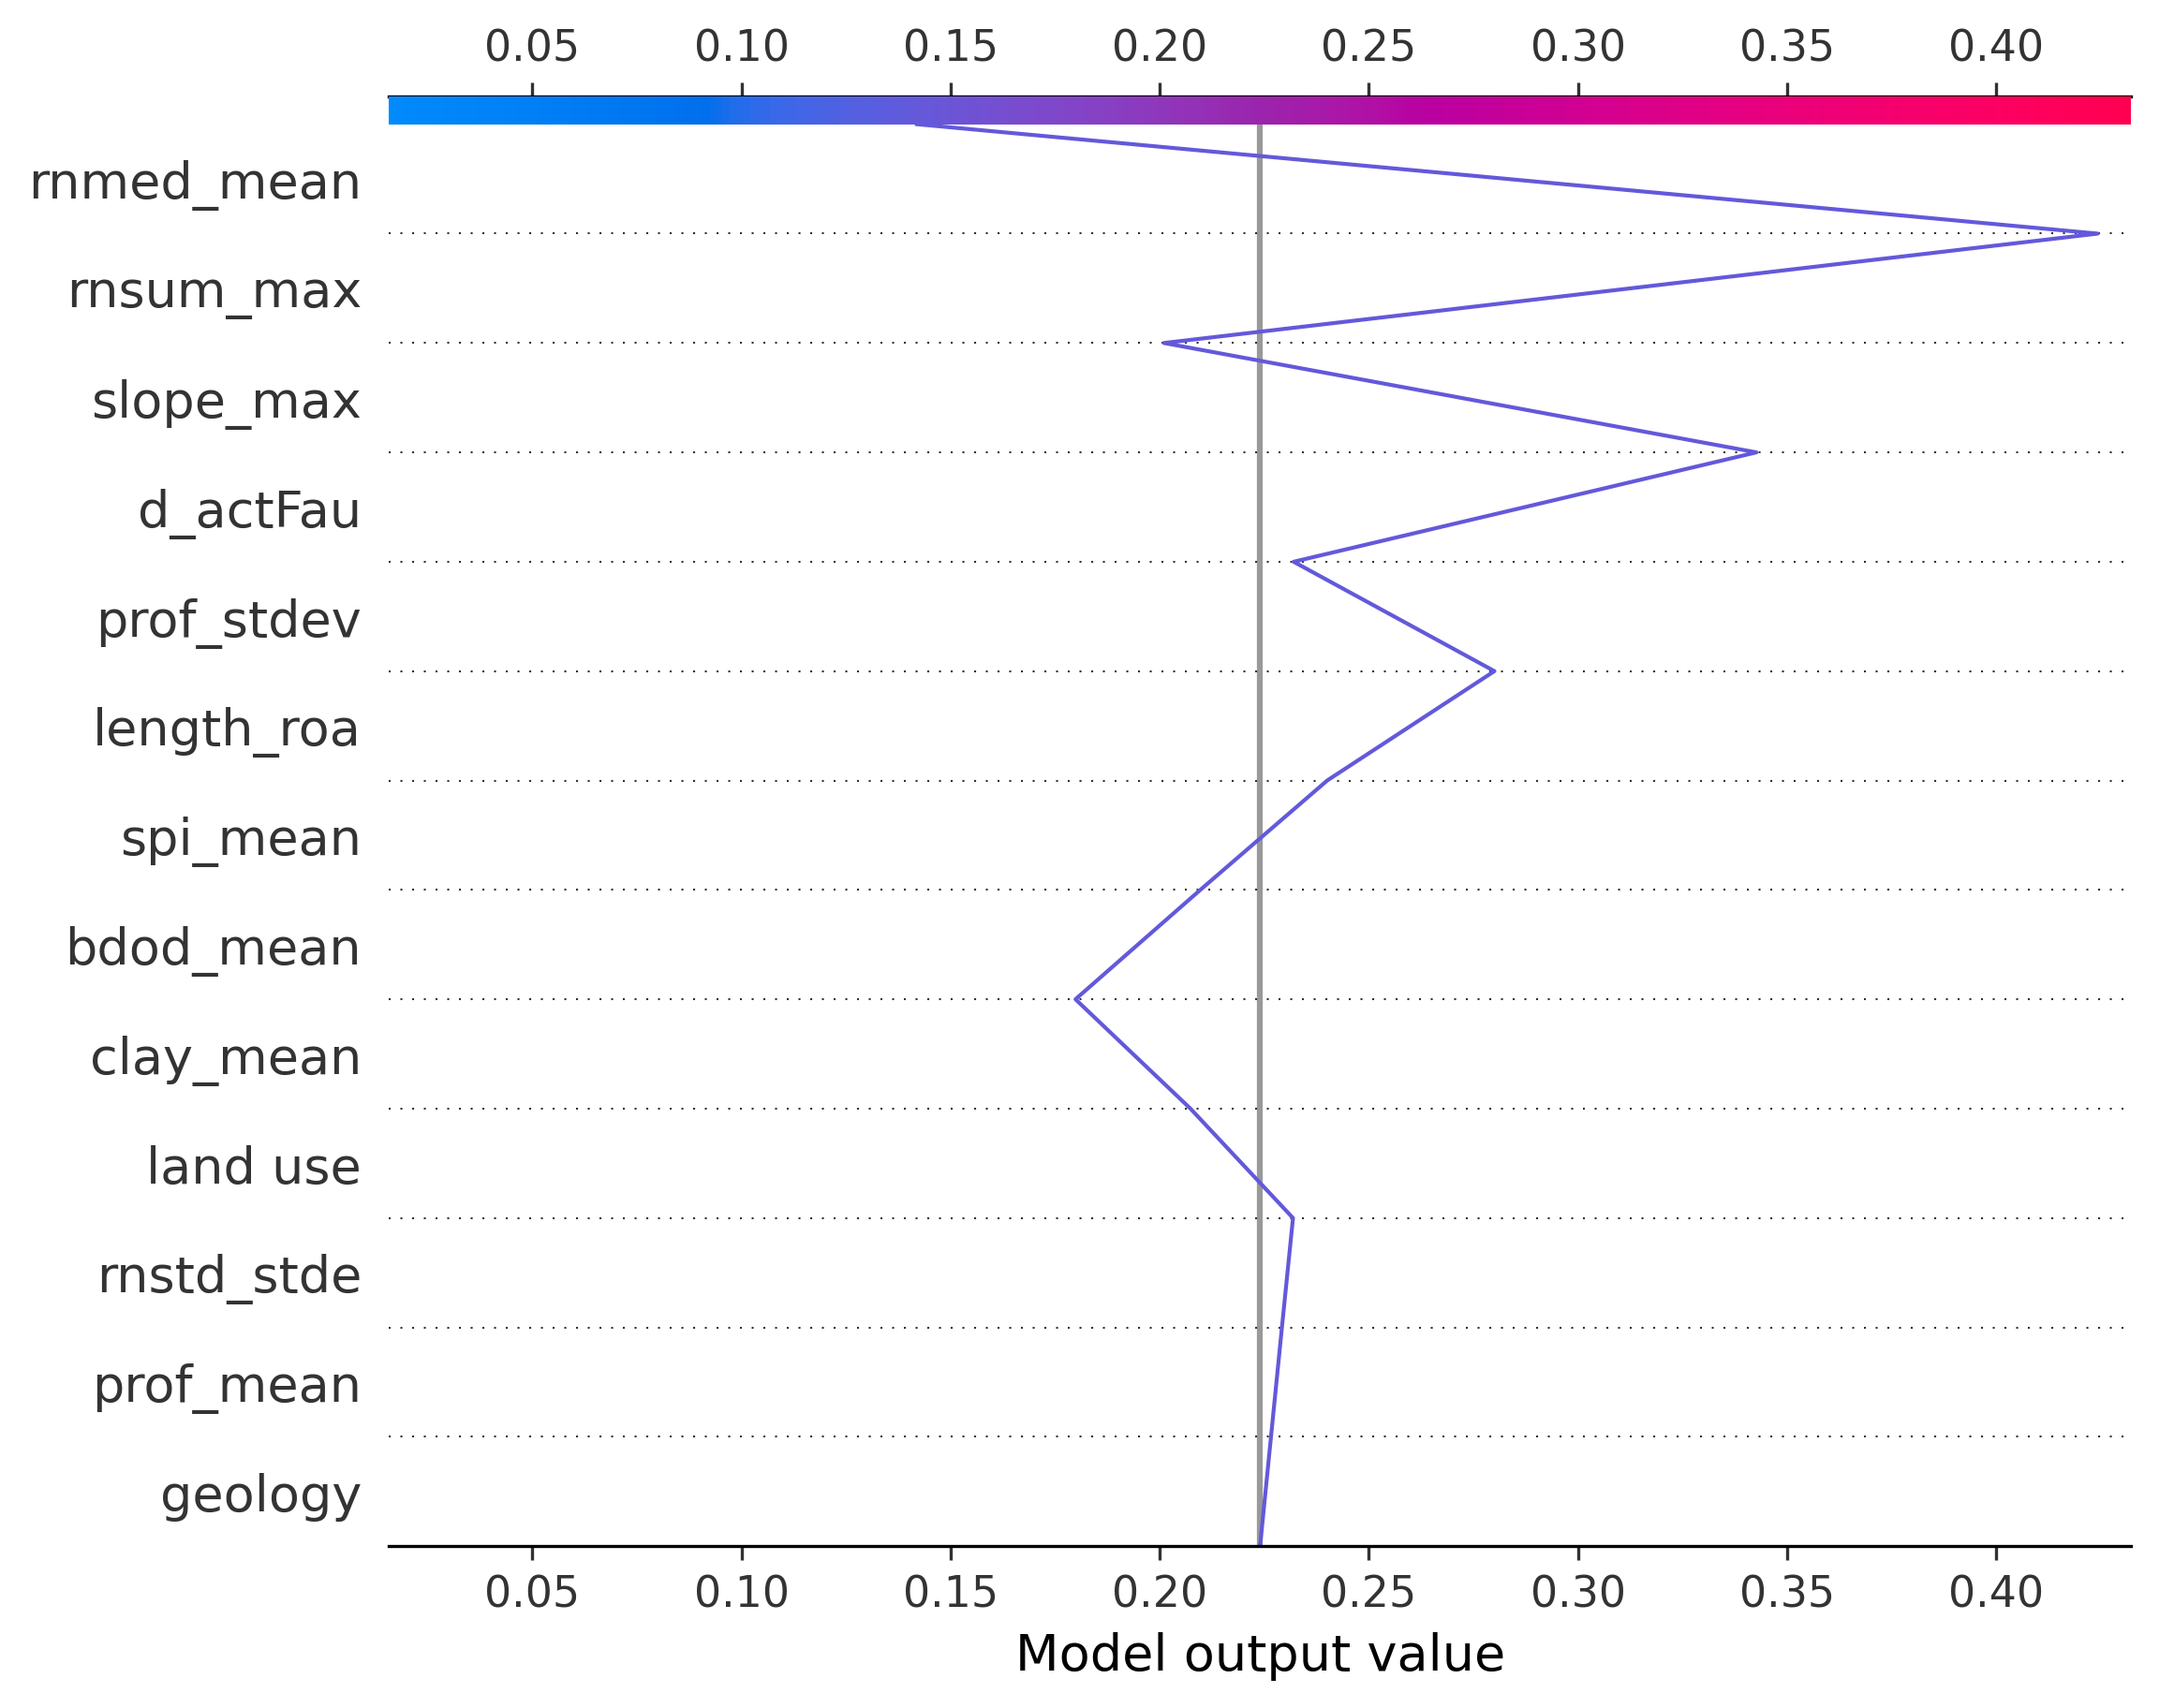 0.05 0.10 0.15 0.20 0.25 0.30 0.35 0.40
rnmed_mean
rnsum_max
slope_max
d_actFau
prof_stdev
length_roa
spi_mean
bdod_mean
clay_mean
land use
rnstd_stde
prof_mean
geology
0.05 0.10 0.15 0.20 0.25 0.30 0.35 0.40
Model output value